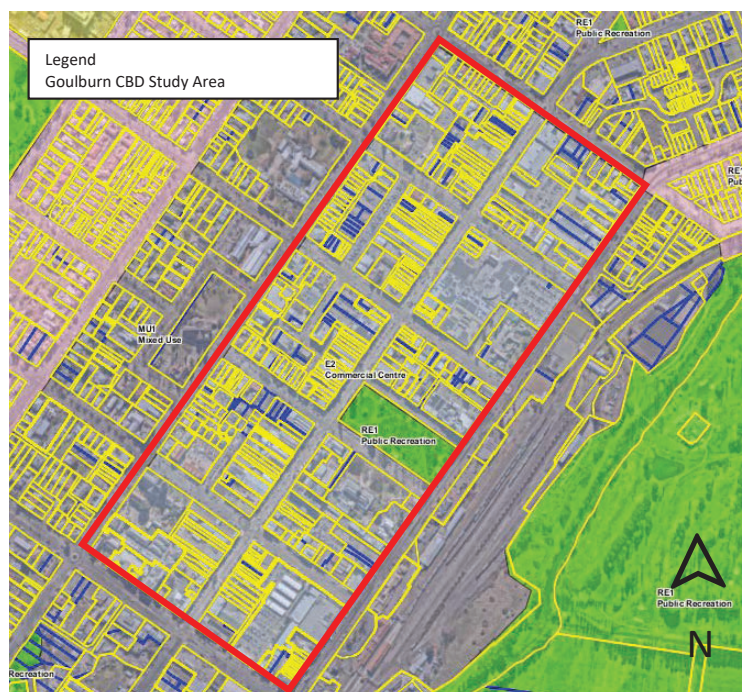 Legend
Goulburn CBD Study Area
RE1
Public Recreation
RE1
Pub
MU1
Mixed Use
E2
Commercial Centre
RE1
Public Recreation
RE1
Public Recreation
N
Recreation